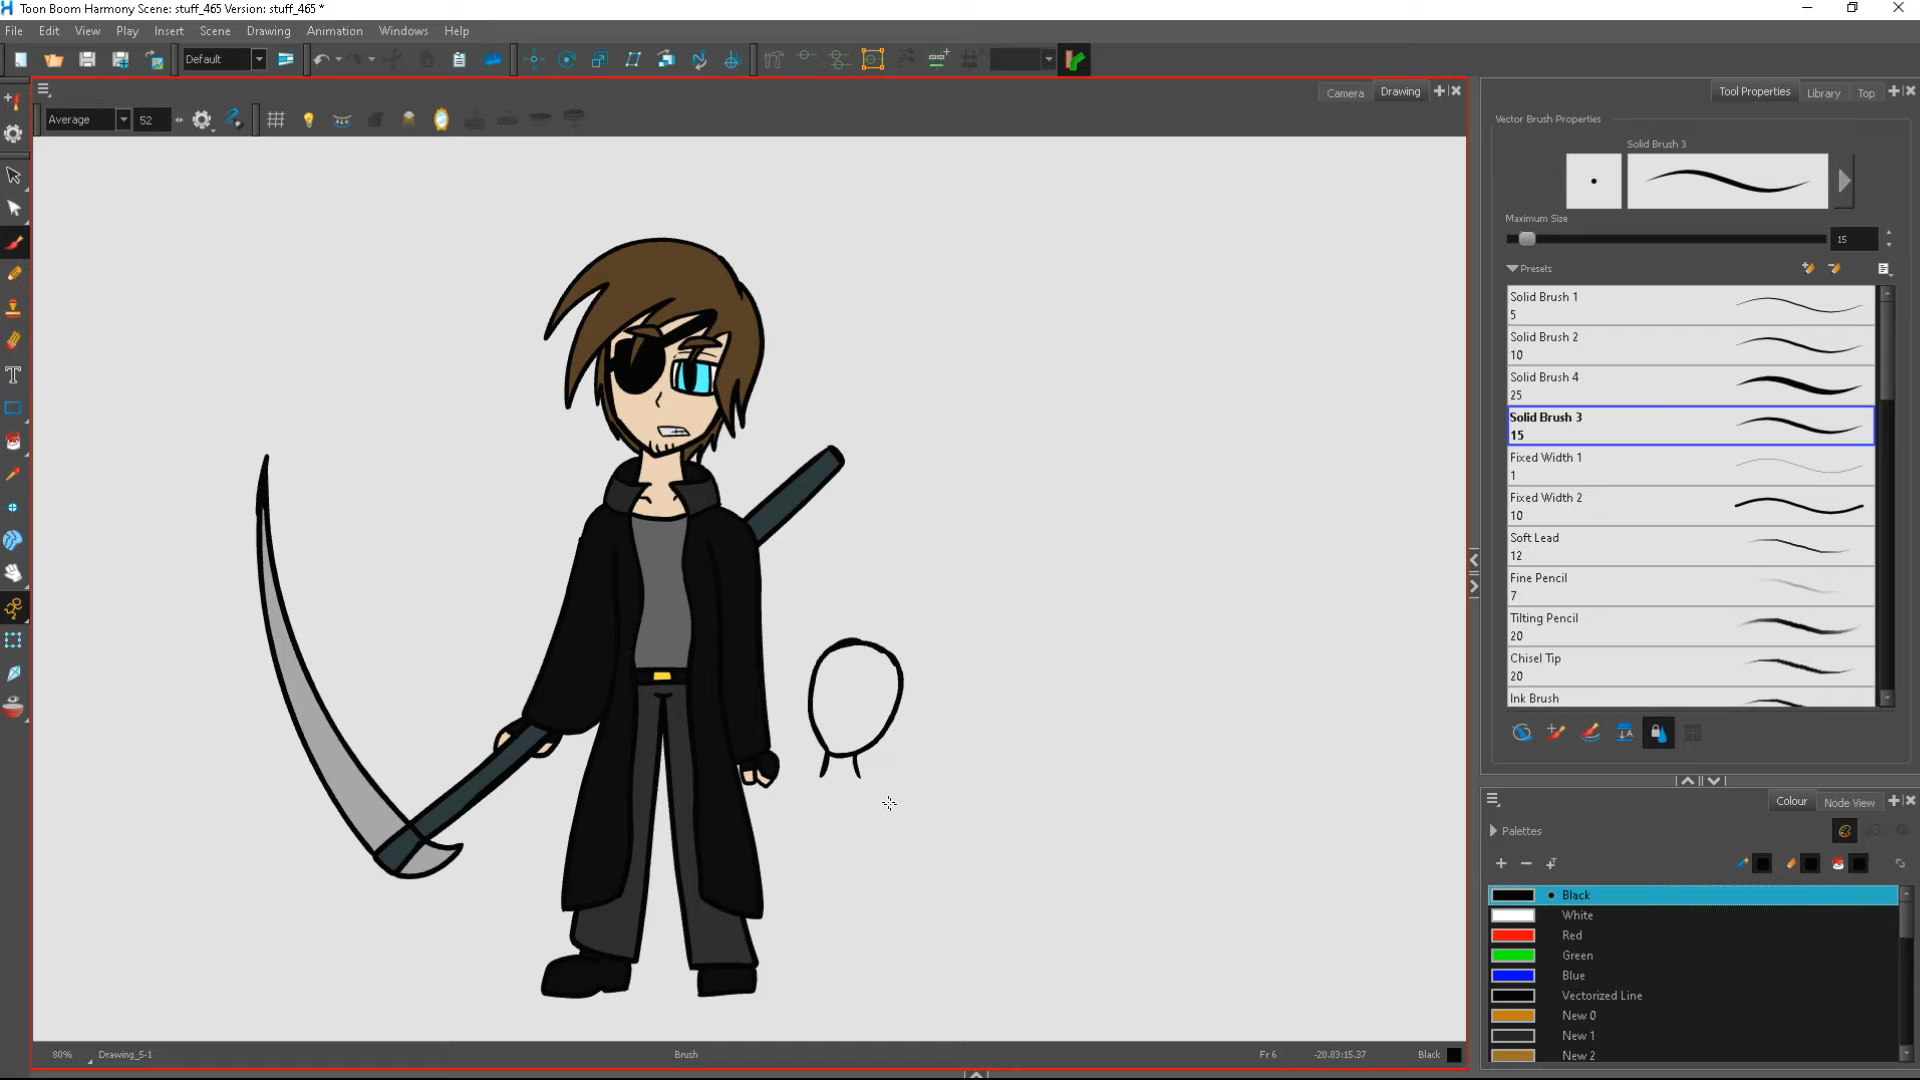 Toon Boom Harmony Scene: stuff_465 Version: stuff_465 *
File Edit View Play Insert Scene Drawing Animation Windows Help
Default
Camera Drawing
Average 52
Tool Properties Library Top
Vector Brush Properties
Solid Brush 3
Maximum Size
15
Presets
Solid Brush 1
5
Solid Brush 2
10
Solid Brush 4
25
Solid Brush 3
15
Fixed Width 1
1
Fixed Width 2
10
Soft Lead
12
Fine Pencil
7
Tilting Pencil
20
Chisel Tip
20
Ink Brush
Colour Node View
Palettes
Black
White
Red
Green
Blue
Vectorized Line
New 0
New 1
New 2
80% Drawing_5-1 Brush Fr 6 -20.83:15.37 Black